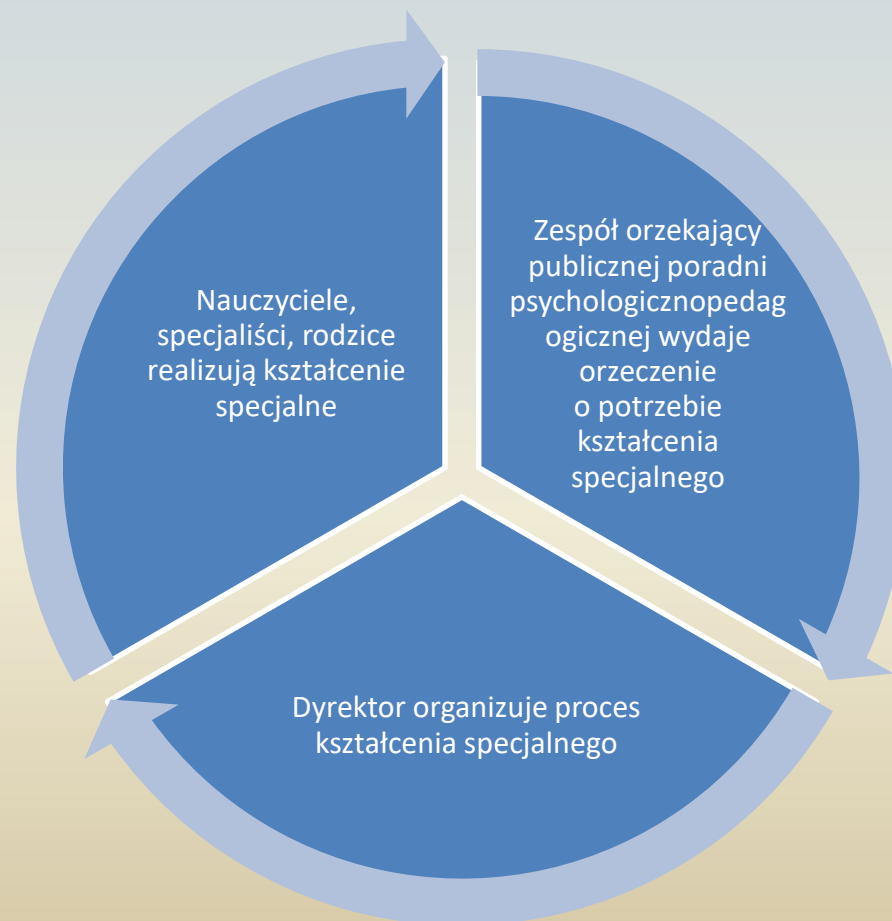 Nauczyciele,
specjaliści, rodzice
realizują kształcenie
specjalne
Zespół orzekający
publicznej poradni
psychologicznopedag
ogicznej wydaje
orzeczenie
o potrzebie
kształcenia
specjalnego
Dyrektor organizuje proces
kształcenia specjalnego